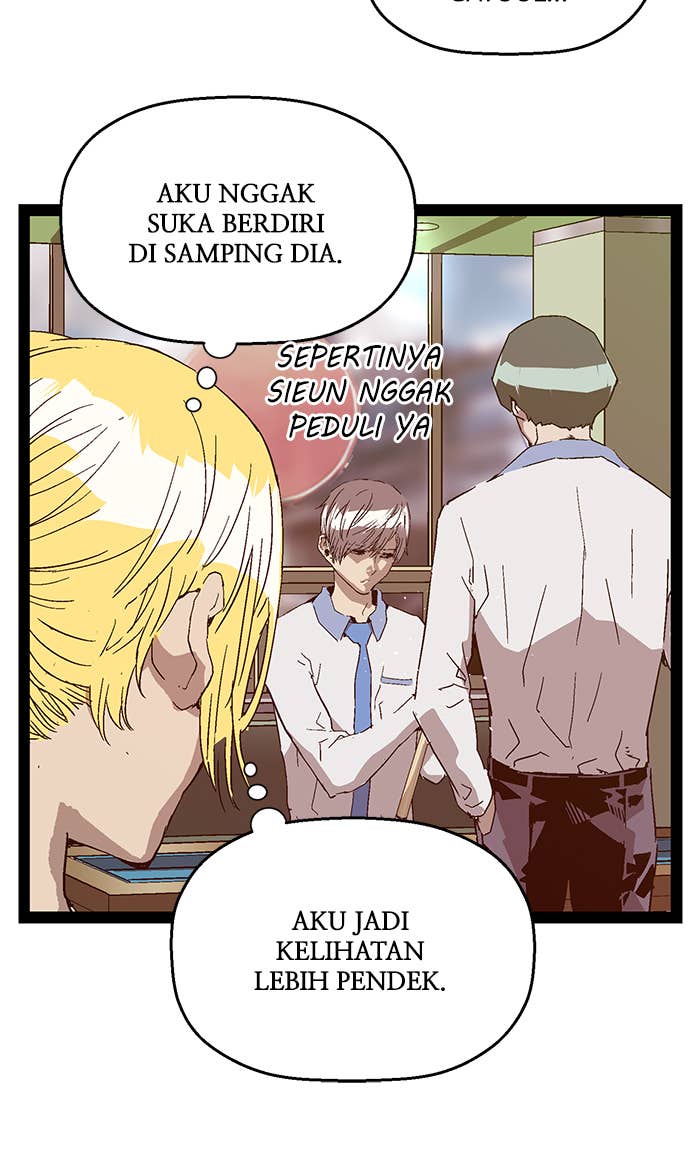 AKU NGGAK
SUKA BERDIRI
DI SAMPING DIA.
SEPERTINYA
SIEUN NGGAK
PEDULI YA
AKU JADI
KELIHATAN
LEBIH PENDEK.